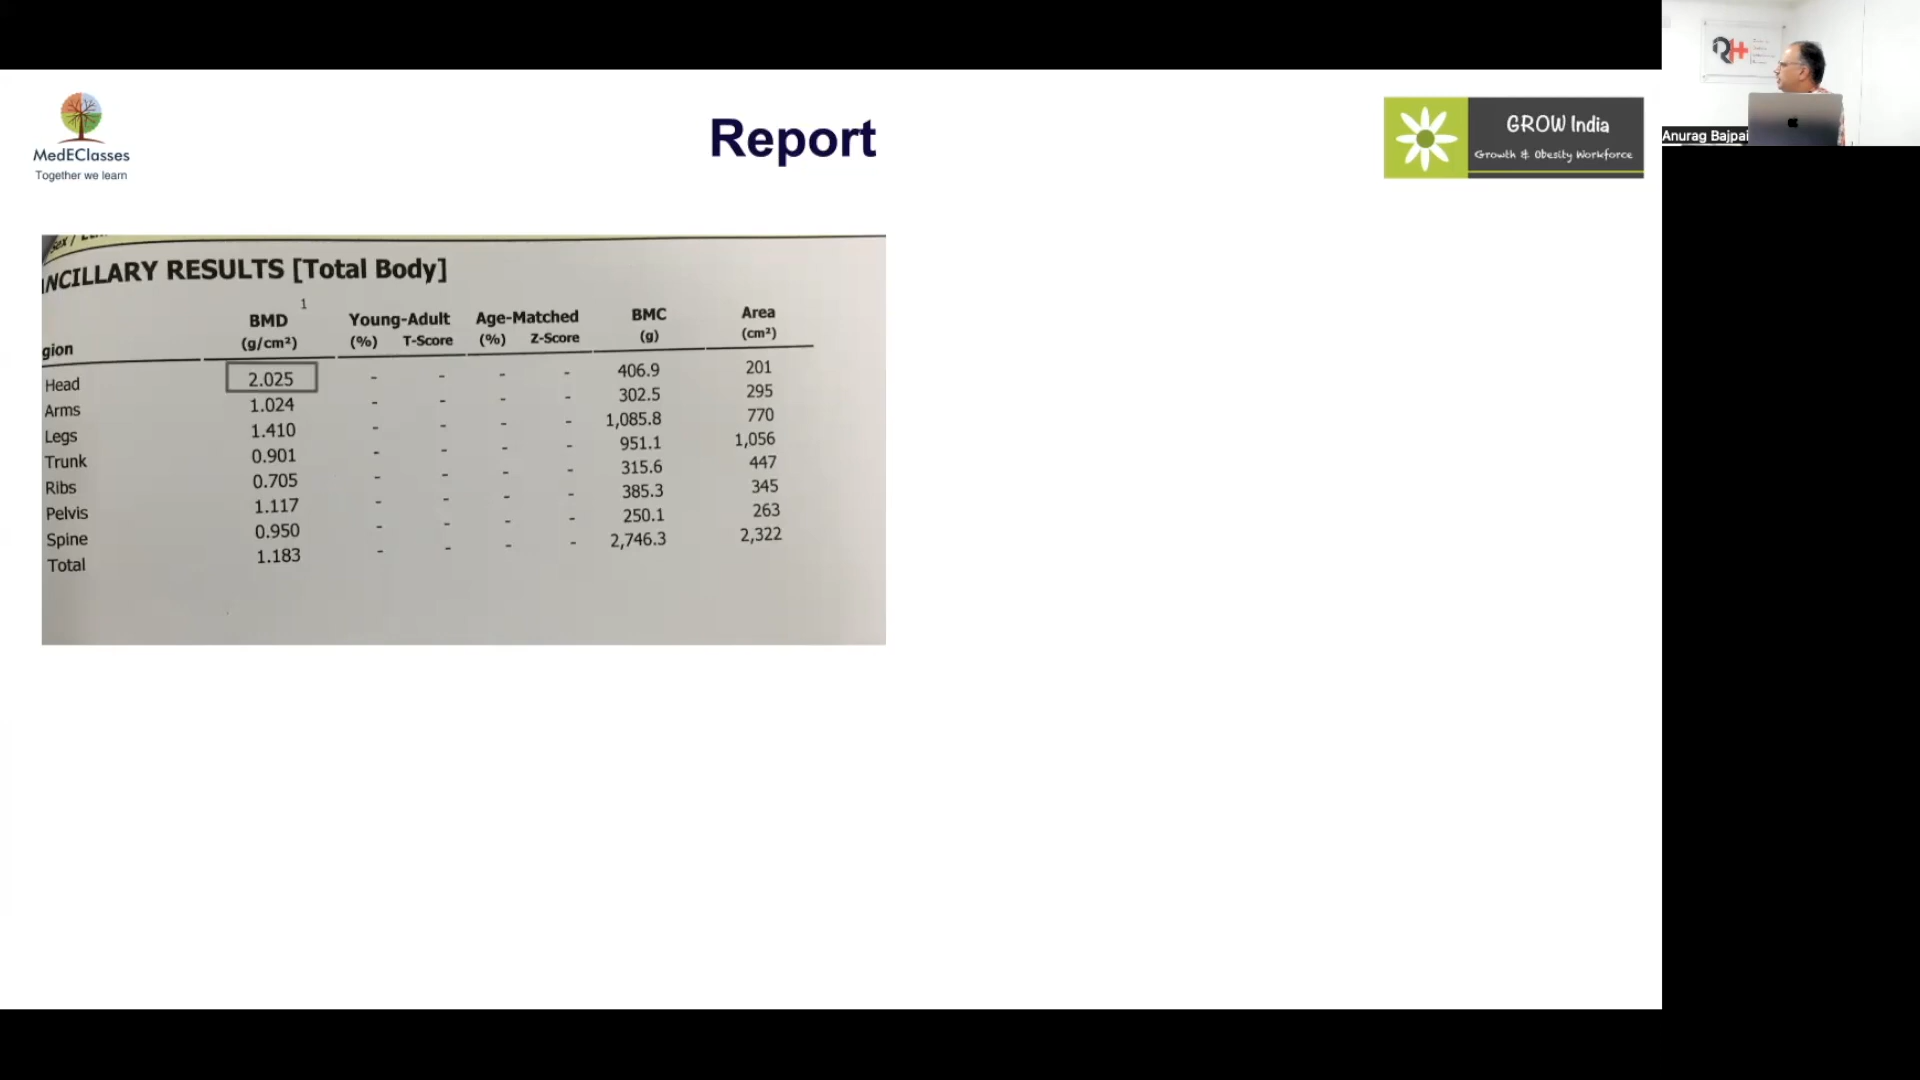 MedEClasses
Together we learn
Report
GROW India
Growth & Obesity Workforce
Anurag Bajpai
NCILLARY RESULTS [Total Body]
1
BMD Young-Adult Age-Matched BMC Area
gion (g/cm²) (%) T-Score (%) Z-Score (g) (cm²)
Head 2.025 - - - - 406.9 201
Arms 1.024 - - - - 302.5 295
Legs 1.410 - - - - 1,085.8 770
Trunk 0.901 - - - - 951.1 1,056
Ribs 0.705 - - - - 315.6 447
Pelvis 1.117 - - - - 385.3 345
Spine 0.950 - - - - 250.1 263
Total 1.183 - - - - 2,746.3 2,322